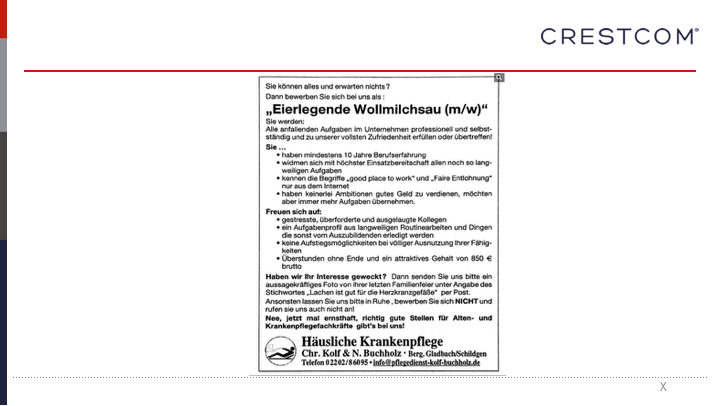 CRESTCOM®
Sie können alles und erwarten nichts?
Dann bewerben Sie sich bei uns als :
„Eierlegende Wollmilchsau (m/w)“
Sie werden:
Alle anfallenden Aufgaben im Unternehmen professionell und selbst-
ständig und zu unserer vollsten Zufriedenheit erfüllen oder übertreffen!
Sie ...
• haben mindestens 10 Jahre Berufserfahrung
• widmen sich mit höchster Einsatzbereitschaft allen noch so lang-
weiligen Aufgaben
• kennen die Begriffe „good place to work“ und „Faire Entlohnung“
nur aus dem Internet
• haben keinerlei Ambitionen gutes Geld zu verdienen, möchten
aber immer mehr Aufgaben übernehmen.
Freuen sich auf:
• gestresste, überforderte und ausgelaugte Kollegen
• ein Aufgabenprofil aus langweiligen Routinearbeiten und Dingen
die sonst vom Auszubildenden erledigt werden
• keine Aufstiegsmöglichkeiten bei völliger Ausnutzung Ihrer Fähig-
keiten
• Überstunden ohne Ende und ein attraktives Gehalt von 850 €
brutto
Haben wir Ihr Interesse geweckt? Dann senden Sie uns bitte ein
aussagekräftiges Foto von ihrer letzten Familienfeier unter Angabe des
Stichwortes „Lachen ist gut für die Herzkranzgefäße“ per Post.
Ansonsten lassen Sie uns bitte in Ruhe , bewerben Sie sich NICHT und
rufen sie uns auch nicht an!
Nee, jetzt mal ernsthaft, richtig gute Stellen für Alten- und
Krankenpflegefachkräfte gibt's bei uns!
Häusliche Krankenpflege
Chr. Kolf & N. Buchholz • Berg. Gladbach/Schildgen
Telefon 02202/86095 • info@pflegedienst-kolf-buchholz.de
X